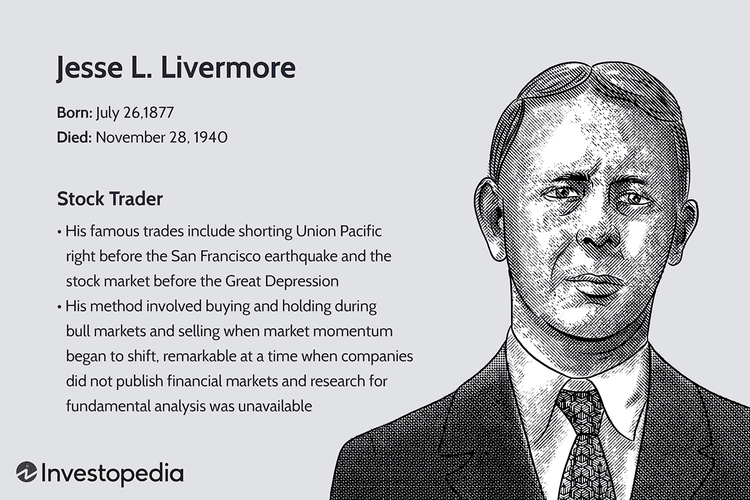 Jesse L. Livermore
Born: July 26,1877
Died: November 28, 1940
Stock Trader
• His famous trades include shorting Union Pacific
right before the San Francisco earthquake and the
stock market before the Great Depression
• His method involved buying and holding during
bull markets and selling when market momentum
began to shift, remarkable at a time when companies
did not publish financial markets and research for
fundamental analysis was unavailable
Investopedia